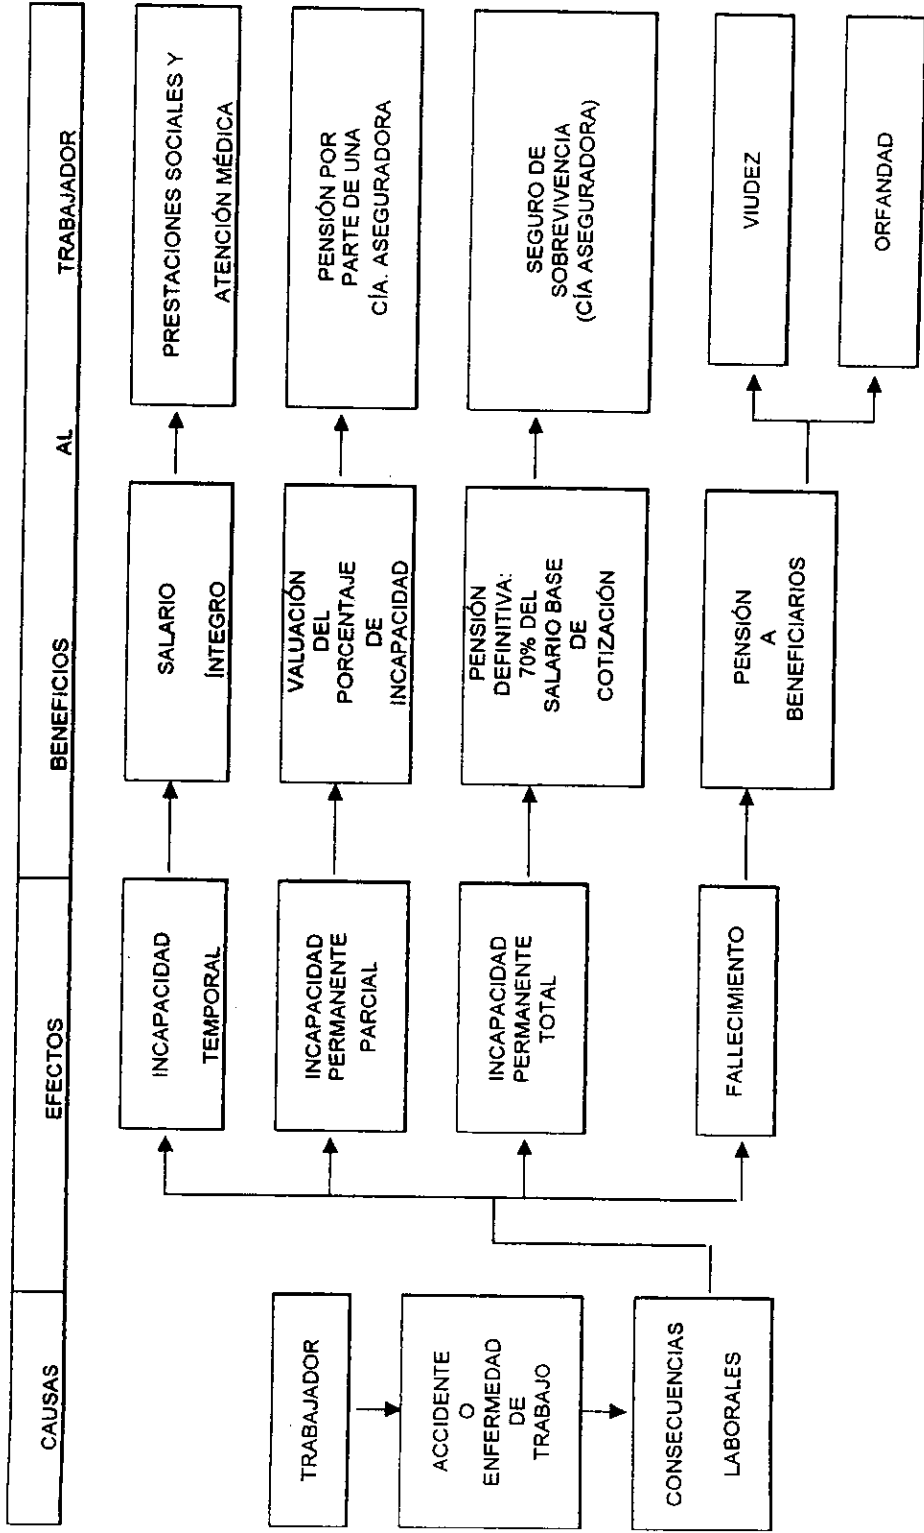 CAUSAS
EFECTOS
BENEFICIOS AL TRABAJADOR
TRABAJADOR
ACCIDENTE
O
ENFERMEDAD
DE
TRABAJO
CONSECUENCIAS
LABORALES
INCAPACIDAD
TEMPORAL
SALARIO
ÍNTEGRO
PRESTACIONES SOCIALES Y
ATENCIÓN MÉDICA
INCAPACIDAD
PERMANENTE
PARCIAL
VALUACIÓN
DEL
PORCENTAJE
DE
INCAPACIDAD
PENSIÓN POR
PARTE DE UNA
CÍA. ASEGURADORA
INCAPACIDAD
PERMANENTE
TOTAL
PENSIÓN
DEFINITIVA:
70% DEL
SALARIO BASE
DE
COTIZACIÓN
SEGURO DE
SOBREVIVENCIA
(CÍA ASEGURADORA)
FALLECIMIENTO
PENSIÓN
A
BENEFICIARIOS
VIUDEZ
ORFANDAD